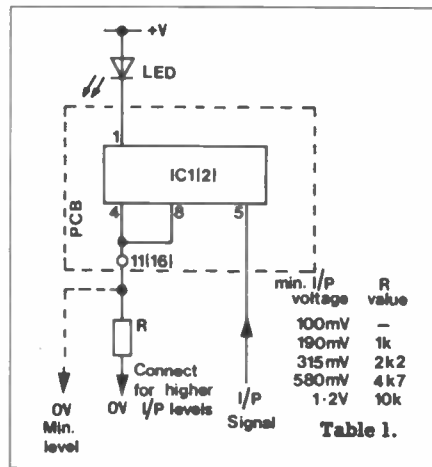 +V
LED
1
IC1(2)
4 8 5
PCB
11(16)
R
0V
Min.
level
0V
Connect
for higher
I/P levels
I/P
Signal
min. I/P
voltage
R
value
100mV –
190mV 1k
315mV 2k2
580mV 4k7
1·2V 10k
Table 1.